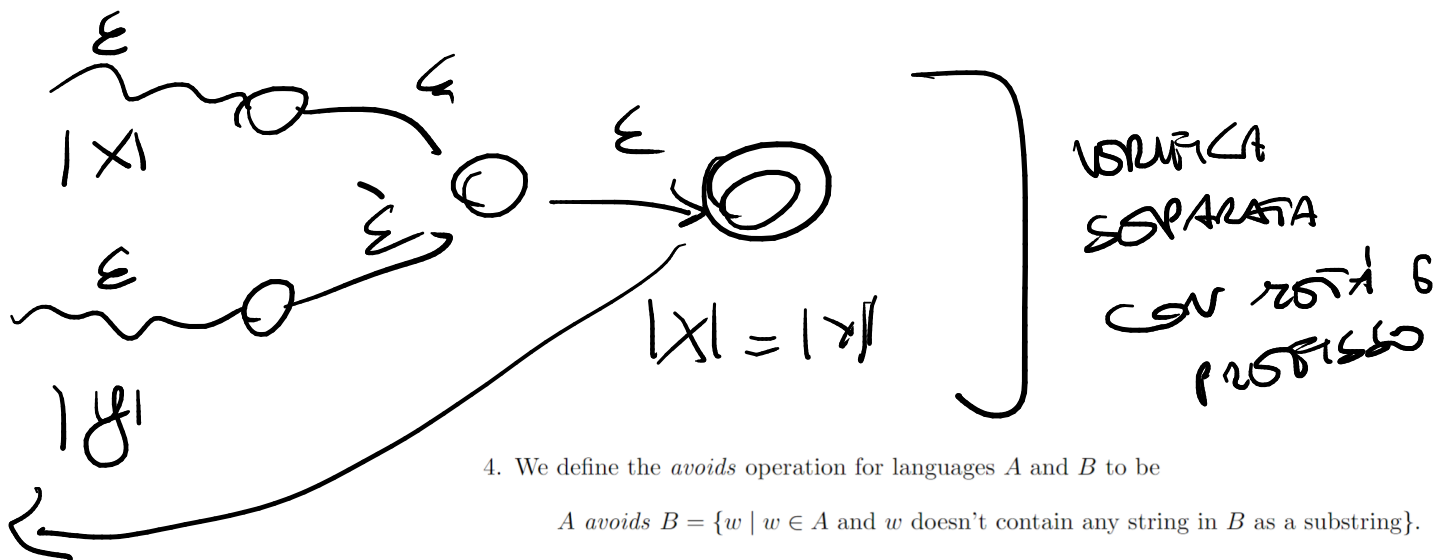 ε
ε
ε
|X|
ε
ε
|X| = |Y|
|y|
VERIFICA
SEPARATA
CON METÀ E
PREFISSO
4. We define the avoids operation for languages A and B to be
A avoids B = {w | w ∈ A and w doesn't contain any string in B as a substring}.